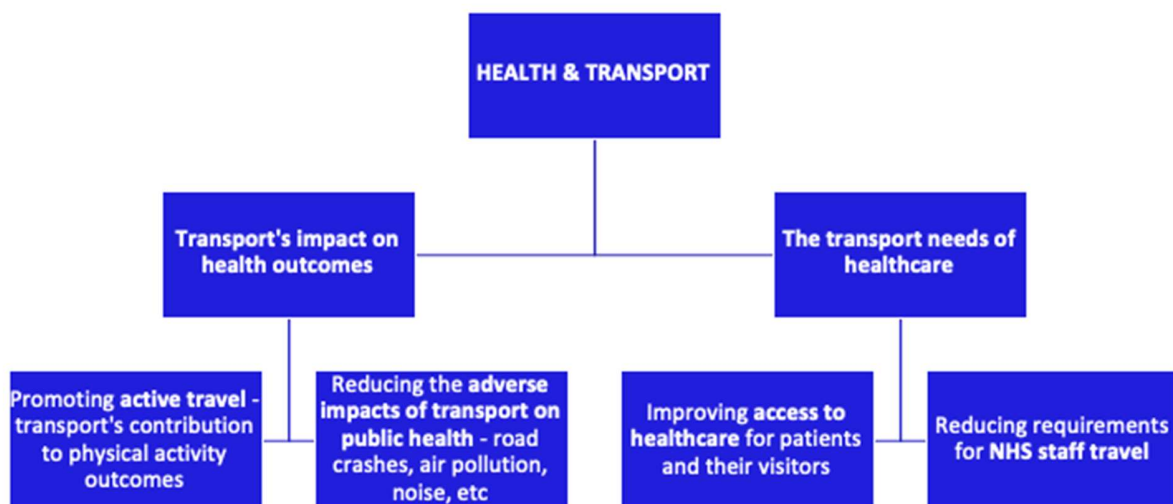 HEALTH & TRANSPORT
Transport's impact on
health outcomes
The transport needs of
healthcare
Promoting active travel -
transport's contribution
to physical activity
outcomes
Reducing the adverse
impacts of transport on
public health - road
crashes, air pollution,
noise, etc
Improving access to
healthcare for patients
and their visitors
Reducing requirements
for NHS staff travel